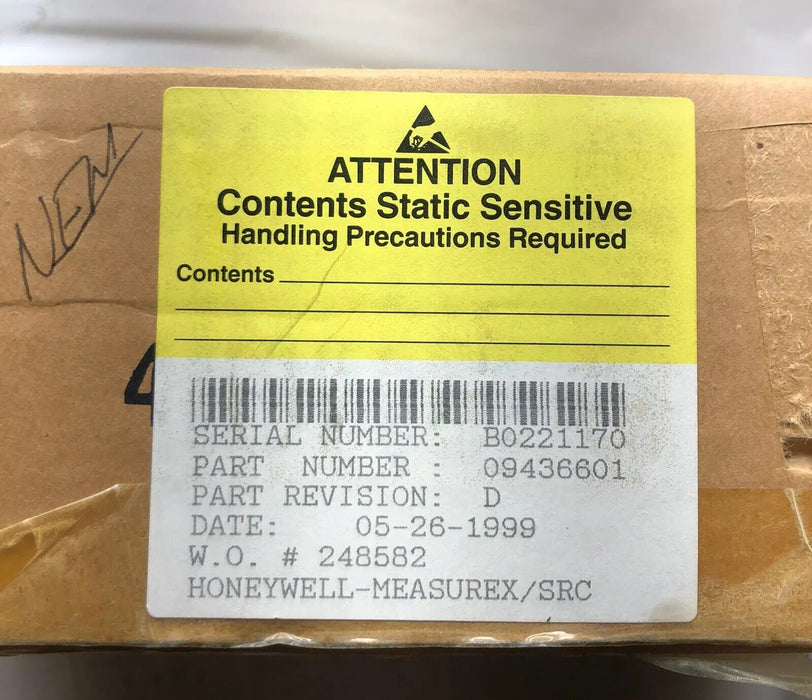 NEW
ATTENTION
Contents Static Sensitive
Handling Precautions Required
Contents
4
SERIAL NUMBER: B0221170
PART NUMBER : 09436601
PART REVISION: D
DATE: 05-26-1999
W.O. # 248582
HONEYWELL-MEASUREX/SRC